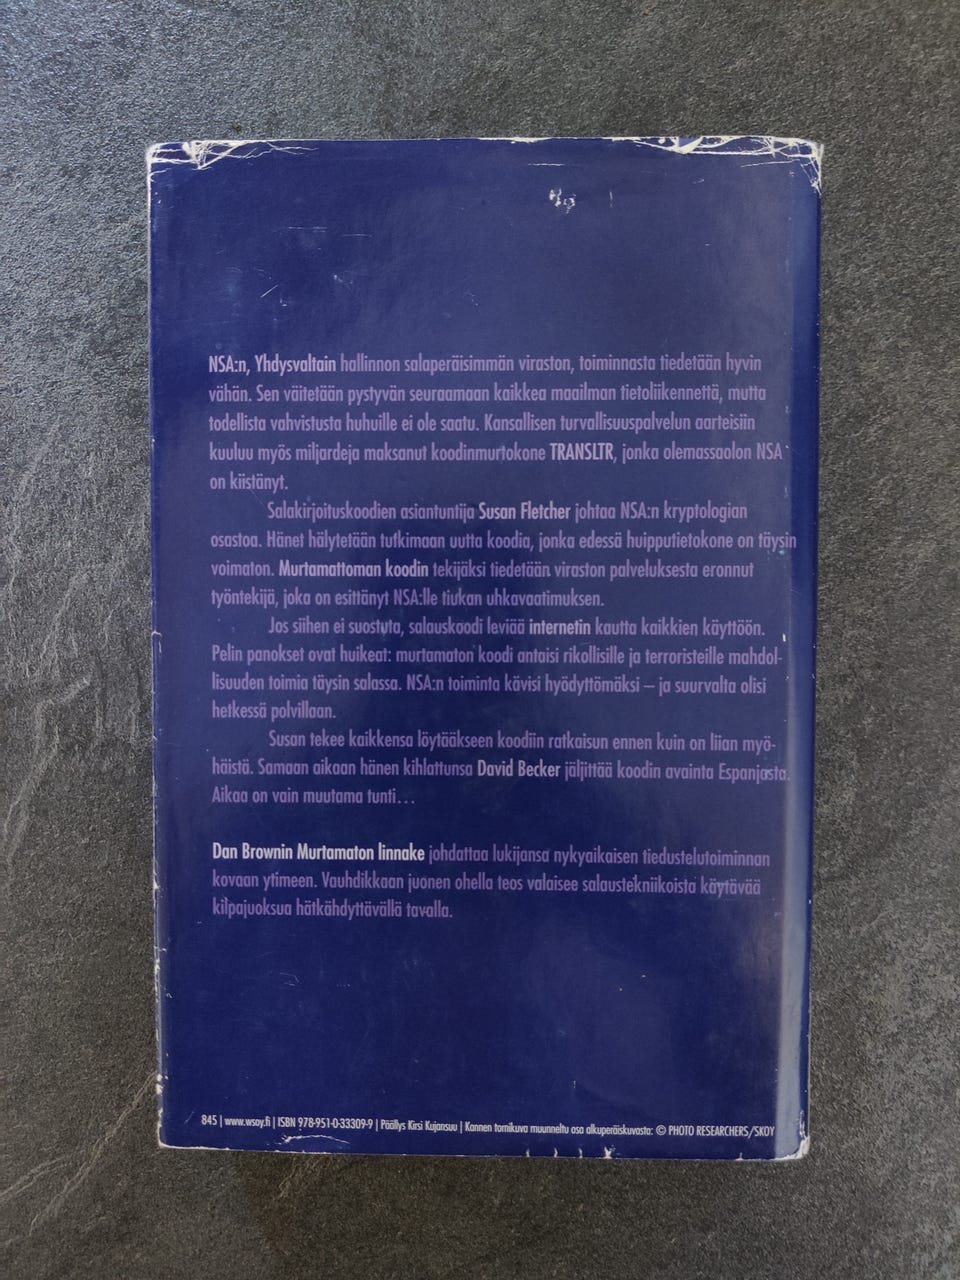 NSA:n, Yhdysvaltain hallinnon salaperäisimmän viraston, toiminnasta tiedetään hyvin
vähän. Sen väitetään pystyvän seuraamaan kaikkea maailman tietoliikennettä, mutta
todellista vahvistusta huhuille ei ole saatu. Kansallisen turvallisuuspalvelun aarteisiin
kuuluu myös miljardeja maksanut koodinmurtokone TRANSLTR, jonka olemassaolon NSA
on kiistänyt.
Salakirjoituskoodien asiantuntija Susan Fletcher johtaa NSA:n kryptologian
osastoa. Hänet hälytetään tutkimaan uutta koodia, jonka edessä huipputietokone on täysin
voimaton. Murtamattoman koodin tekijäksi tiedetään viraston palveluksesta eronnut
työntekijä, joka on esittänyt NSA:lle tiukan uhkavaatimuksen.
Jos siihen ei suostuta, salauskoodi leviää internetin kautta kaikkien käyttöön.
Pelin panokset ovat huikeat: murtamaton koodi antaisi rikollisille ja terroristeille mahdol-
lisuuden toimia täysin salassa. NSA:n toiminta kävisi hyödyttömäksi – ja suurvalta olisi
hetkessä polvillaan.
Susan tekee kaikkensa löytääkseen koodiin ratkaisun ennen kuin on liian myö-
häistä. Samaan aikaan hänen kihlattunsa David Becker jäljittää koodin avainta Espanjasta.
Aikaa on vain muutama tunti...
Dan Brownin Murtamaton linnake johdattaa lukijansa nykyaikaisen tiedustelutoiminnan
kovaan ytimeen. Vauhdikkaan juonen ohella teos valaisee salaustekniikoista käytävää
kilpajuoksua hätkähdyttävällä tavalla.
845 | www.wsoy.fi | ISBN 978-951-0-33309-9 | Päällys Kirsi Kujansuu | Kannen tornikuva muunneltu osa alkuperäiskuvasta: © PHOTO RESEARCHERS/SKOY